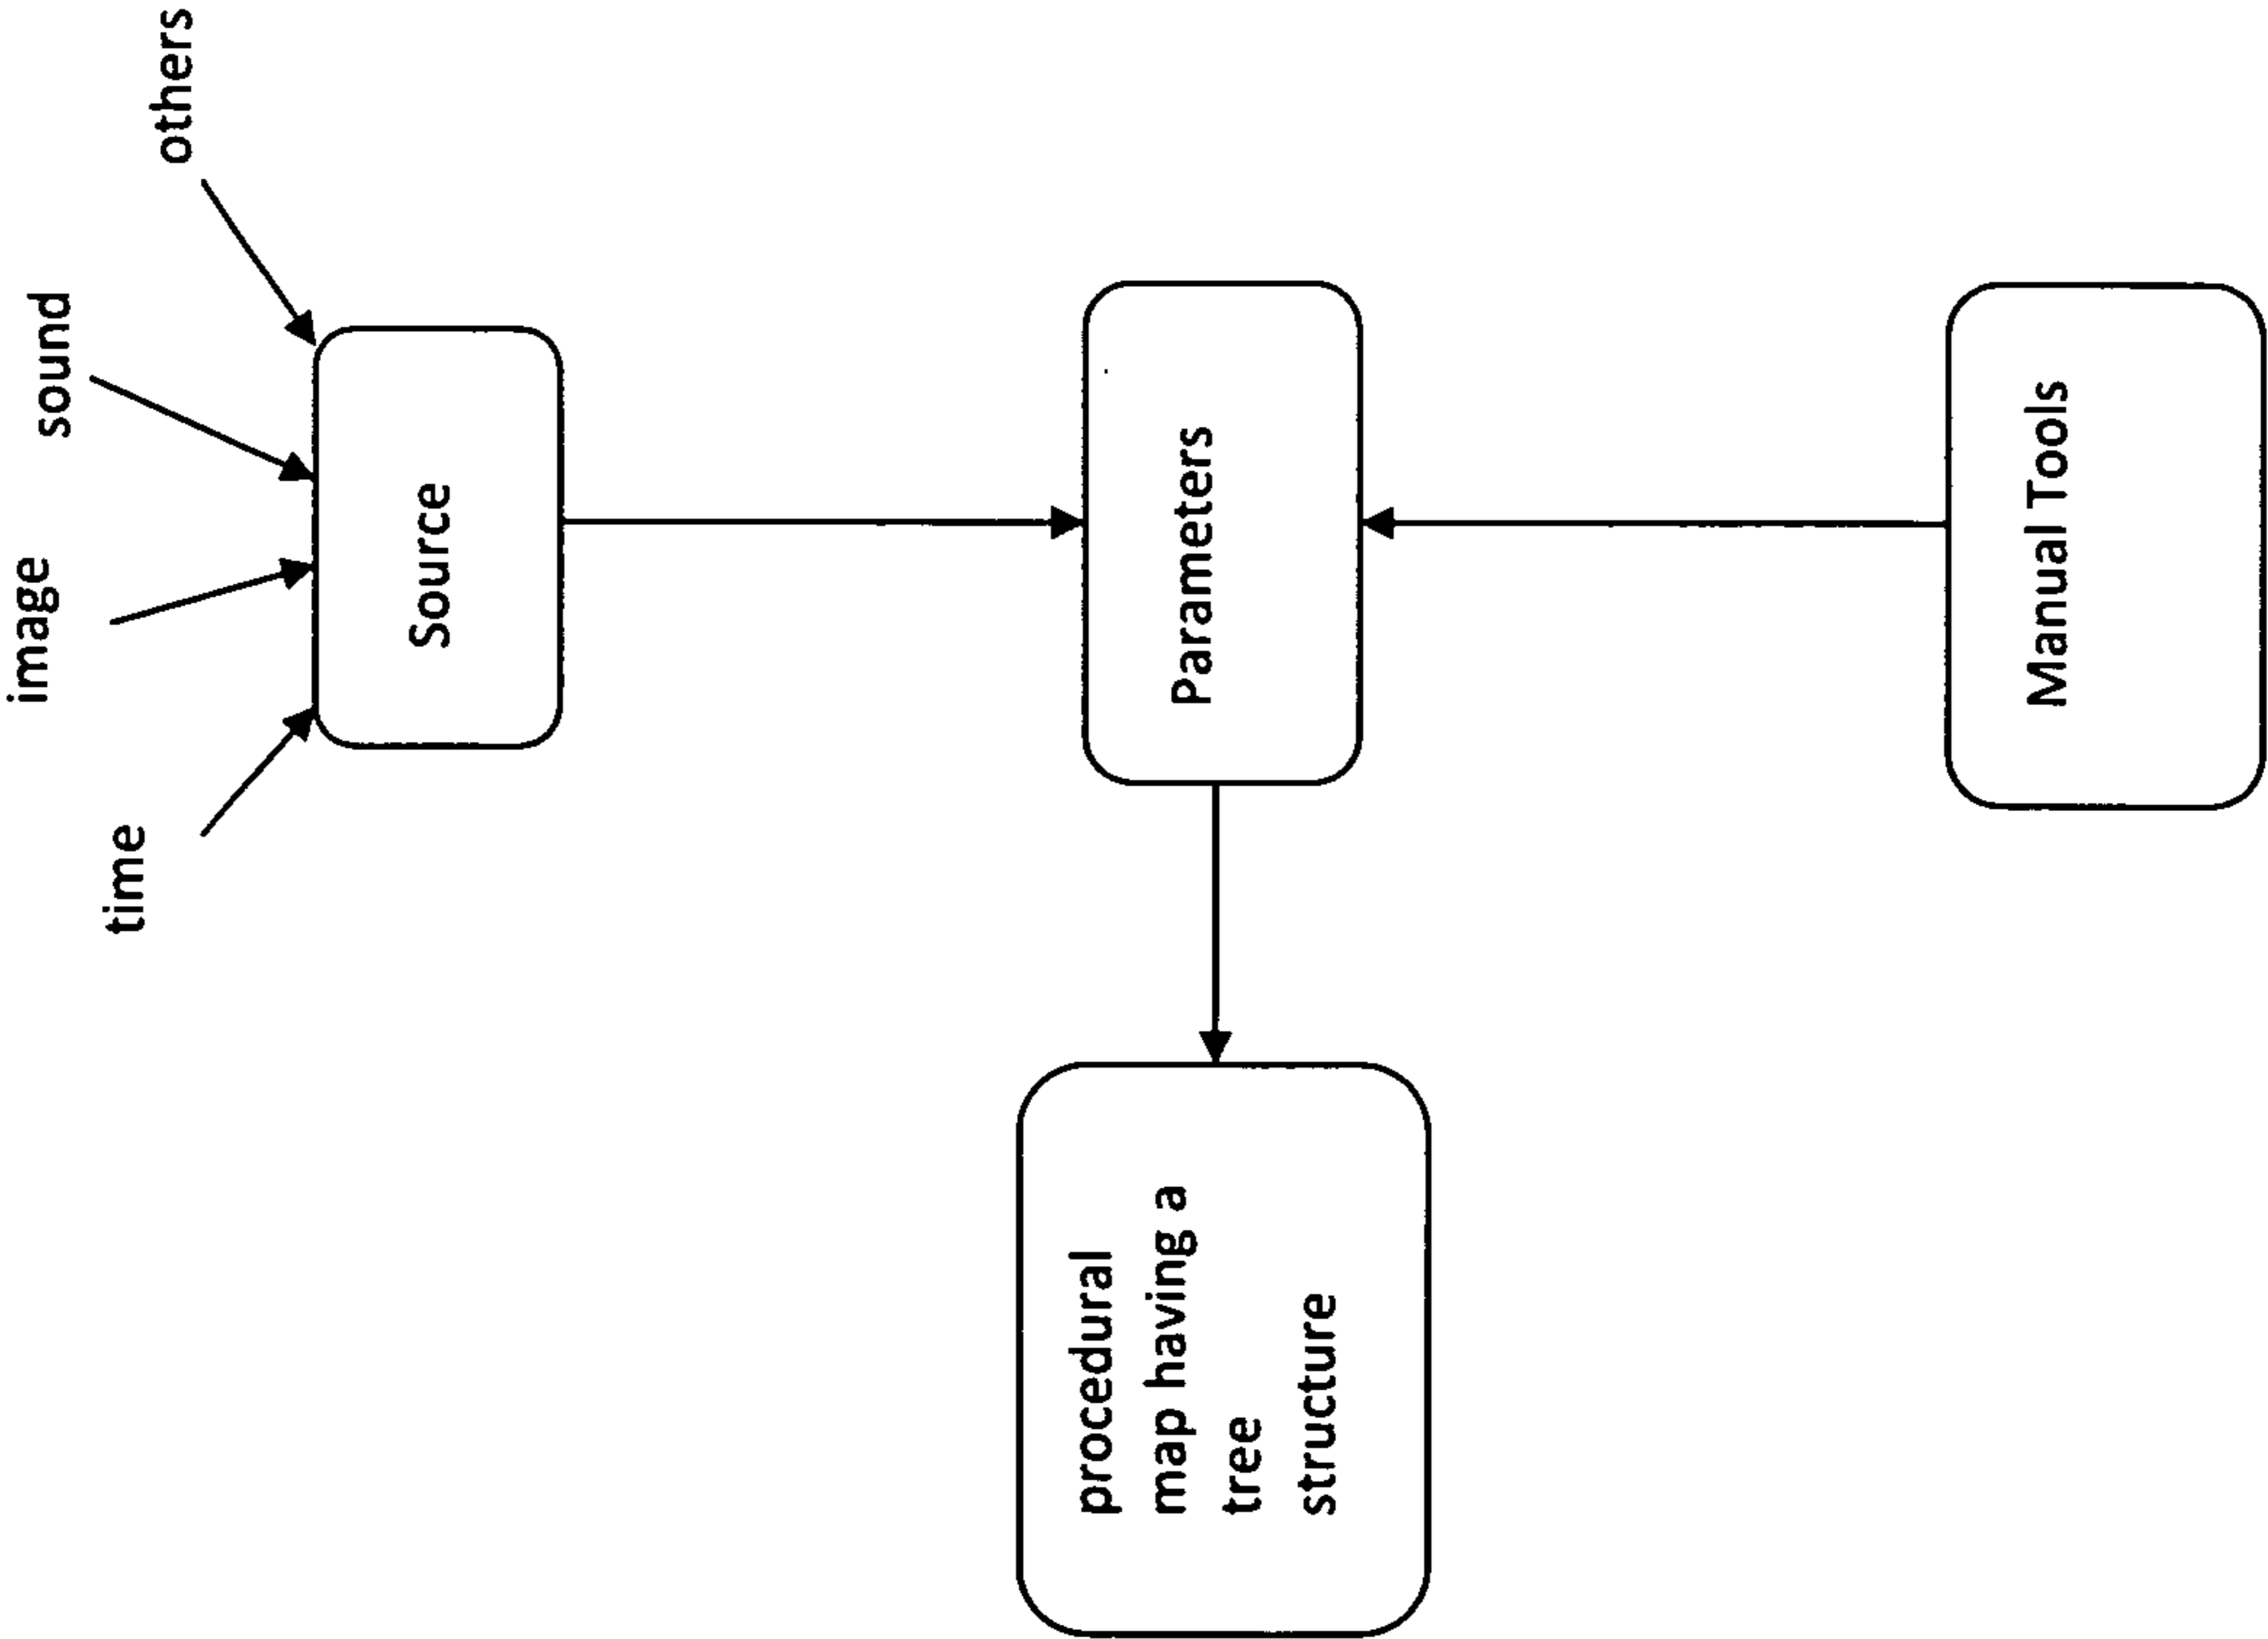 time
image
sound
others
Source
Parameters
Manual Tools
procedural
map having a
tree
structure